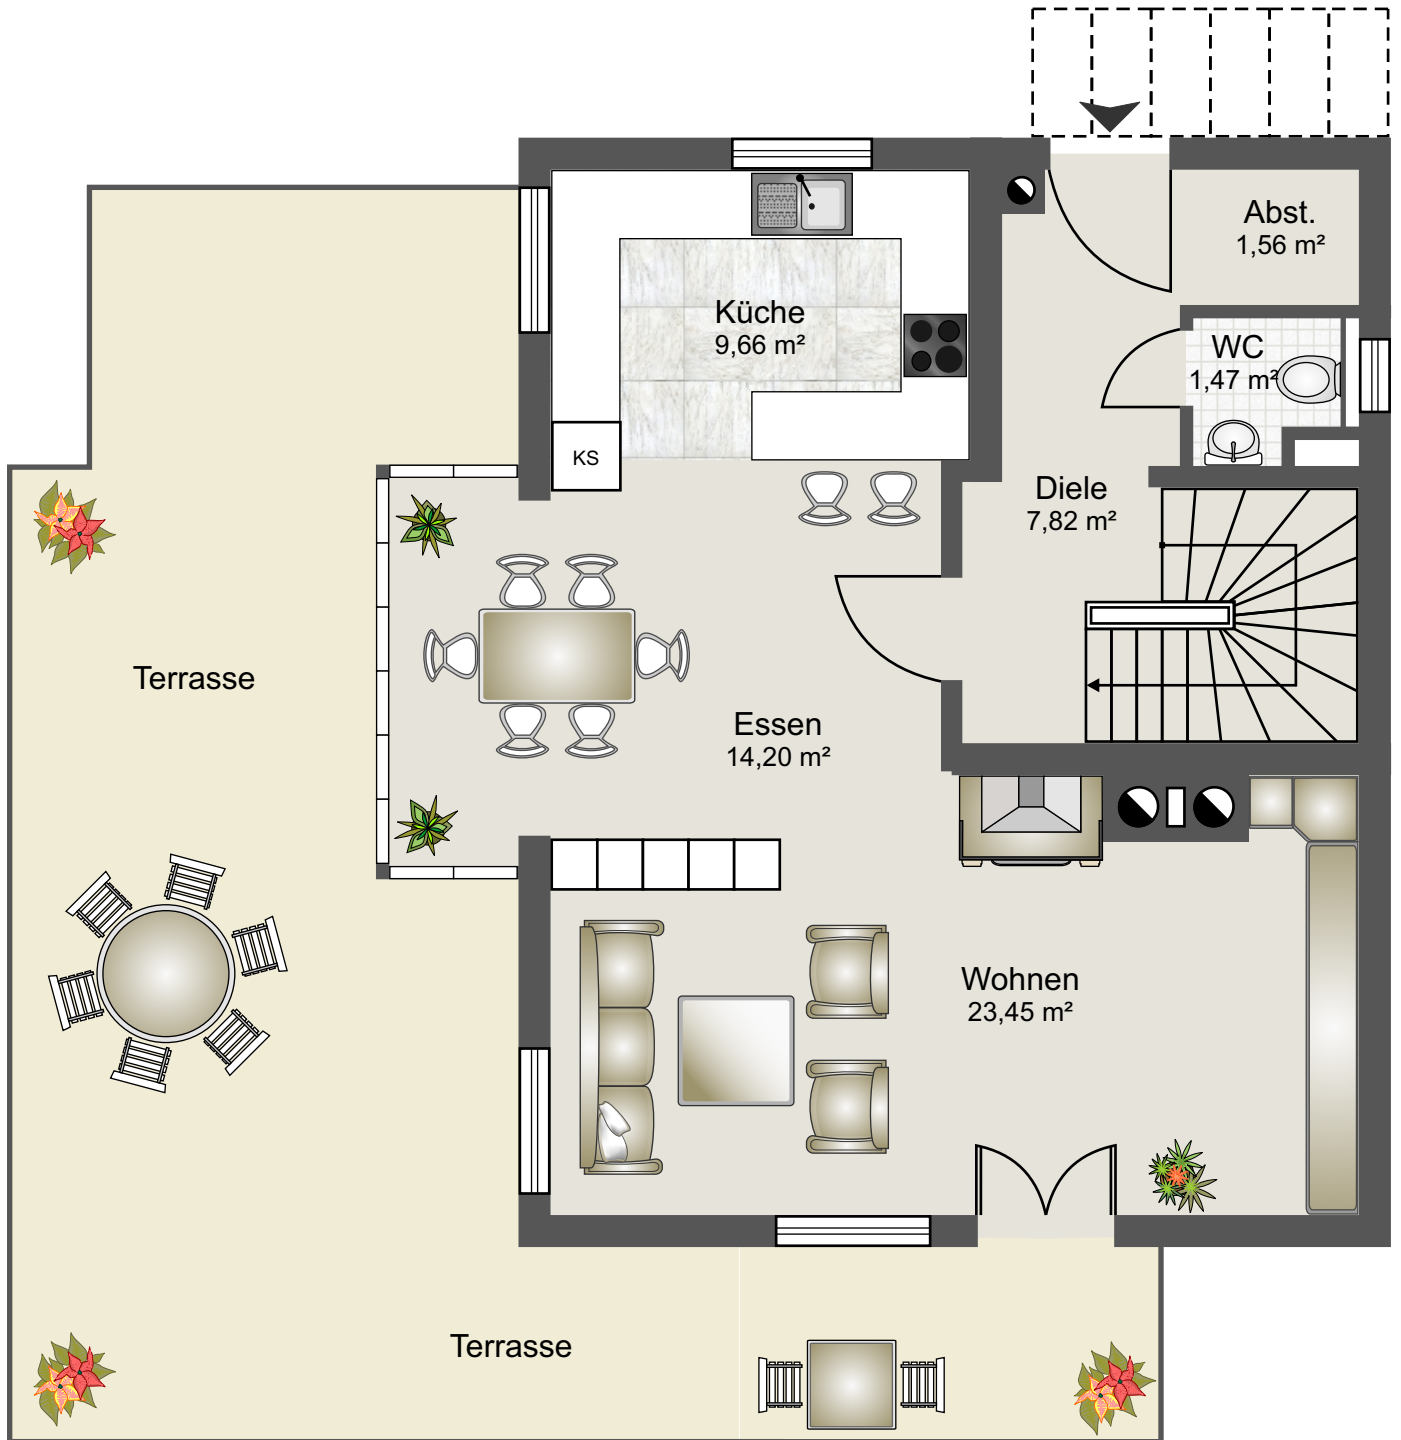 Abst.
1,56 m²
Küche
9,66 m²
WC
1,47 m²
KS
Diele
7,82 m²
Terrasse
Essen
14,20 m²
Wohnen
23,45 m²
Terrasse